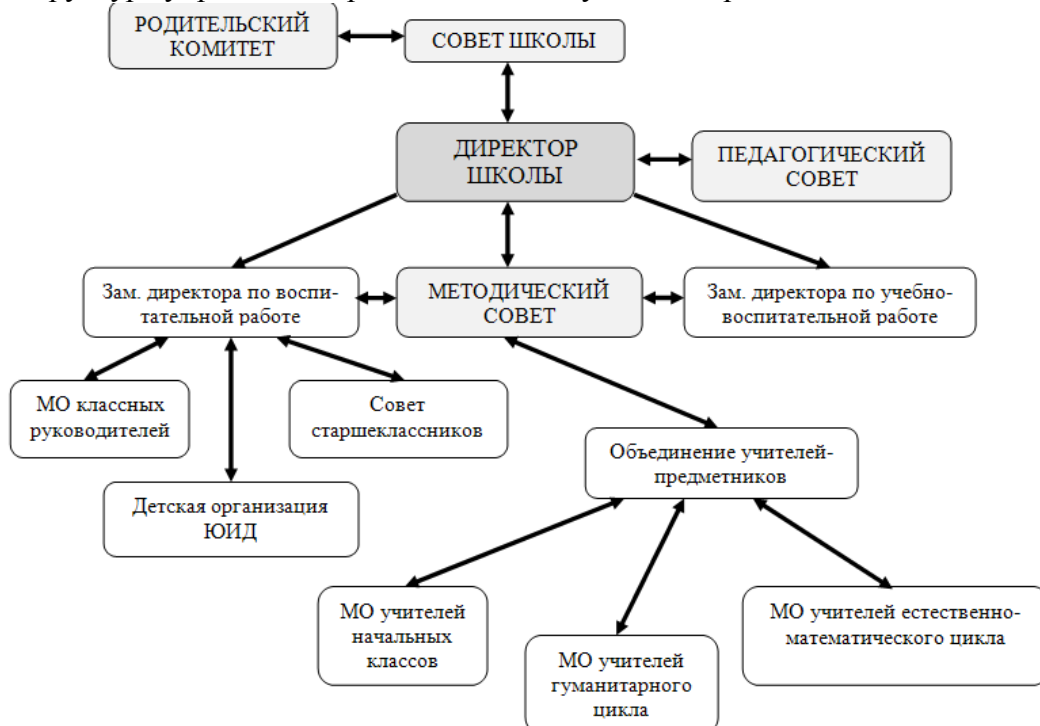 РОДИТЕЛЬСКИЙ
КОМИТЕТ
СОВЕТ ШКОЛЫ
ДИРЕКТОР
ШКОЛЫ
ПЕДАГОГИЧЕСКИЙ
СОВЕТ
Зам. директора по воспи-
тательной работе
МЕТОДИЧЕСКИЙ
СОВЕТ
Зам. директора по учебно-
воспитательной работе
МО классных
руководителей
Совет
старшеклассников
Объединение учителей-
предметников
Детская организация
ЮИД
МО учителей
начальных
классов
МО учителей
гуманитарного
цикла
МО учителей естественно-
математического цикла